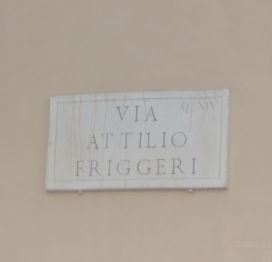 VIA Q. XIV
ATTILIO
FRIGGERI